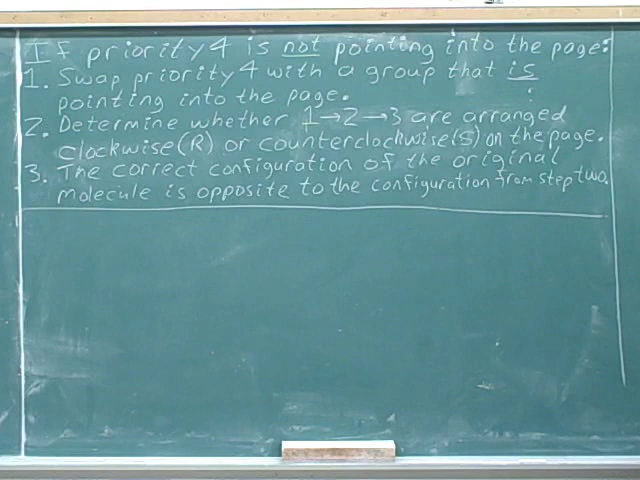 If priority 4 is not pointing into the page:
1. Swap priority 4 with a group that is
pointing into the page.
2. Determine whether 1→2→3 are arranged
clockwise (R) or counterclockwise (S) on the page.
3. The correct configuration of the original
molecule is opposite to the configuration from step two.